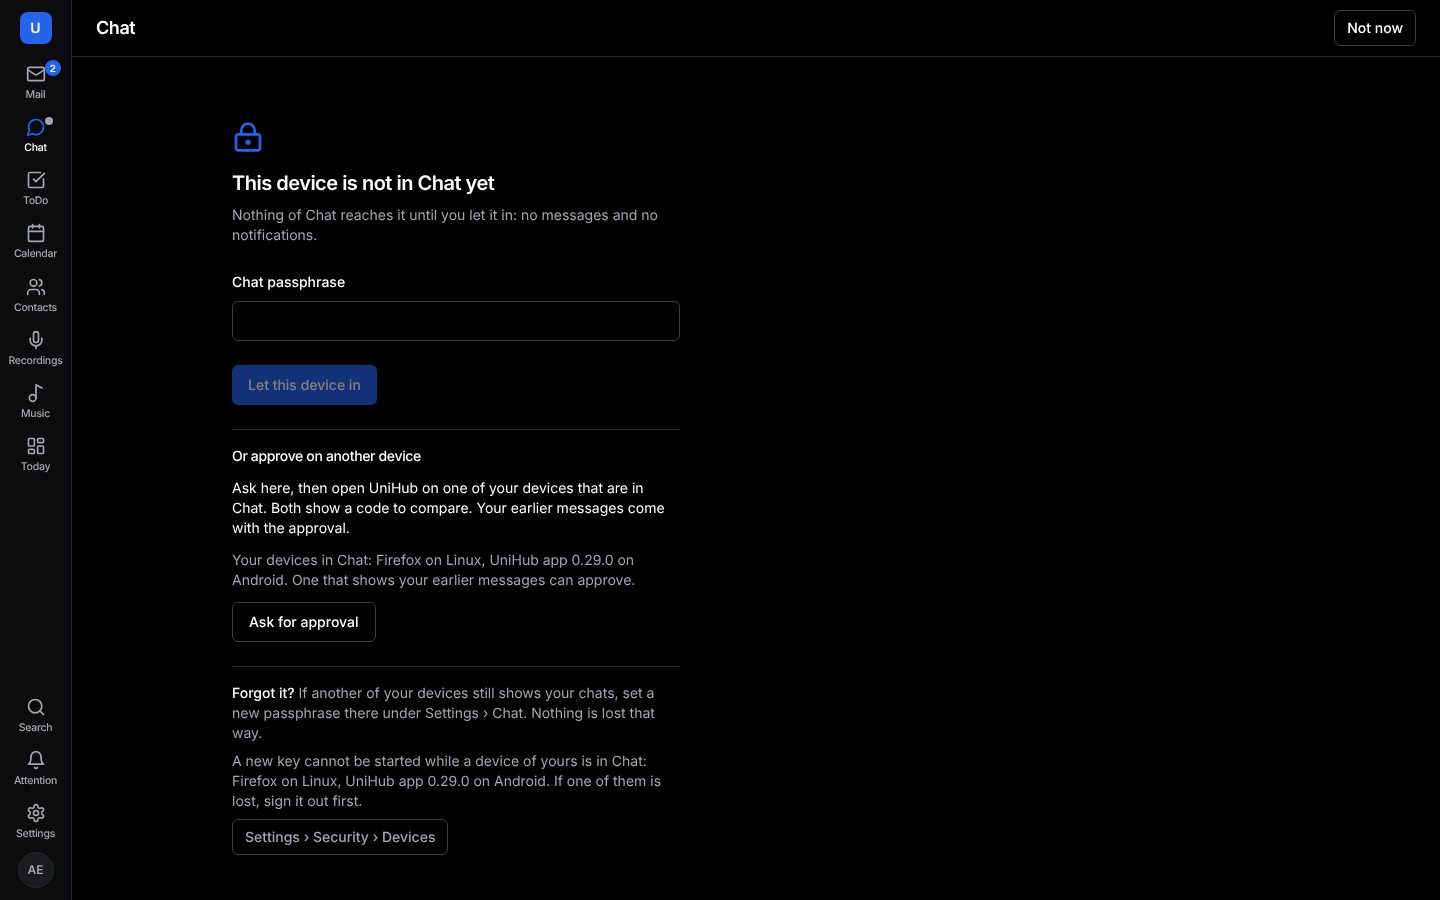 U
Chat
Not now
2
Mail
Chat
ToDo
Calendar
Contacts
Recordings
Music
Today
Search
Attention
Settings
AE
This device is not in Chat yet
Nothing of Chat reaches it until you let it in: no messages and no
notifications.
Chat passphrase
Let this device in
Or approve on another device
Ask here, then open UniHub on one of your devices that are in
Chat. Both show a code to compare. Your earlier messages come
with the approval.
Your devices in Chat: Firefox on Linux, UniHub app 0.29.0 on
Android. One that shows your earlier messages can approve.
Ask for approval
Forgot it? If another of your devices still shows your chats, set a
new passphrase there under Settings › Chat. Nothing is lost that
way.
A new key cannot be started while a device of yours is in Chat:
Firefox on Linux, UniHub app 0.29.0 on Android. If one of them is
lost, sign it out first.
Settings › Security › Devices